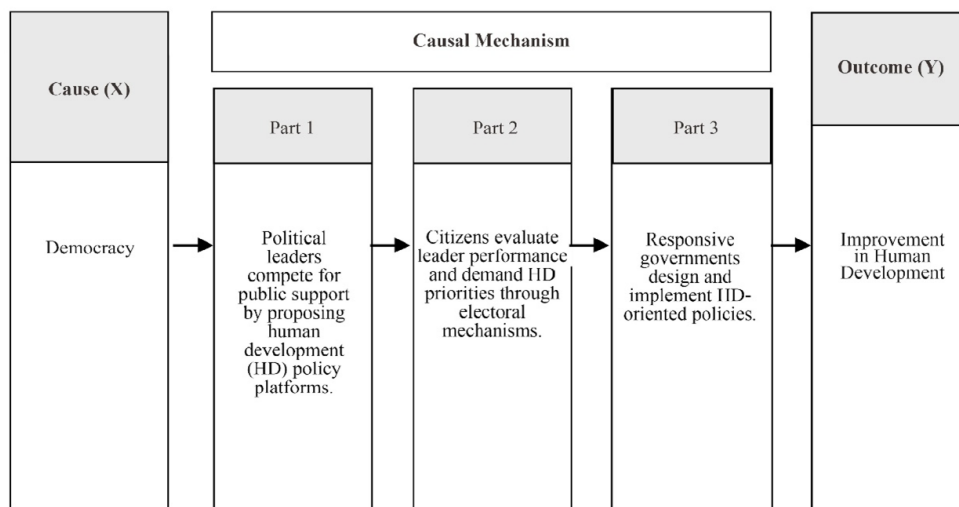 Causal Mechanism
Cause (X)
Outcome (Y)
Part 1
Part 2
Part 3
Democracy
Political
leaders
compete for
public support
by proposing
human
development
(HD) policy
platforms.
Citizens evaluate
leader performance
and demand HD
priorities through
electoral
mechanisms.
Responsive
governments
design and
implement HD-
oriented policies.
Improvement
in Human
Development